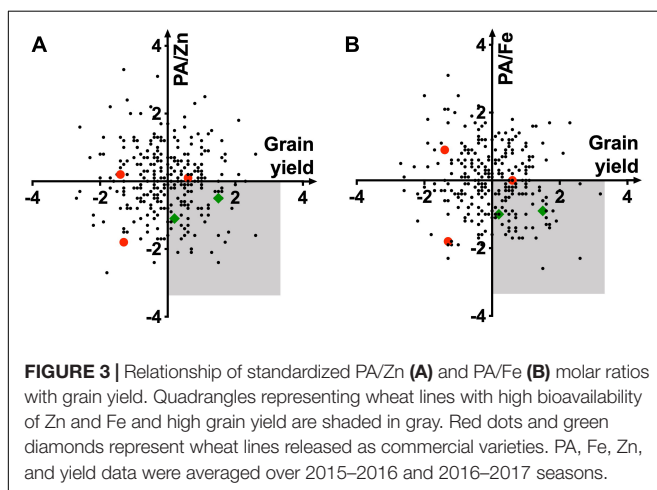 A
B
4
PA/Zn
4
PA/Fe
2
2
Grain
yield
Grain
yield
-4
-2
2
4
-4
-2
2
4
-2
-2
-4
-4
FIGURE 3 | Relationship of standardized PA/Zn (A) and PA/Fe (B) molar ratios
with grain yield. Quadrangles representing wheat lines with high bioavailability
of Zn and Fe and high grain yield are shaded in gray. Red dots and green
diamonds represent wheat lines released as commercial varieties. PA, Fe, Zn,
and yield data were averaged over 2015–2016 and 2016–2017 seasons.